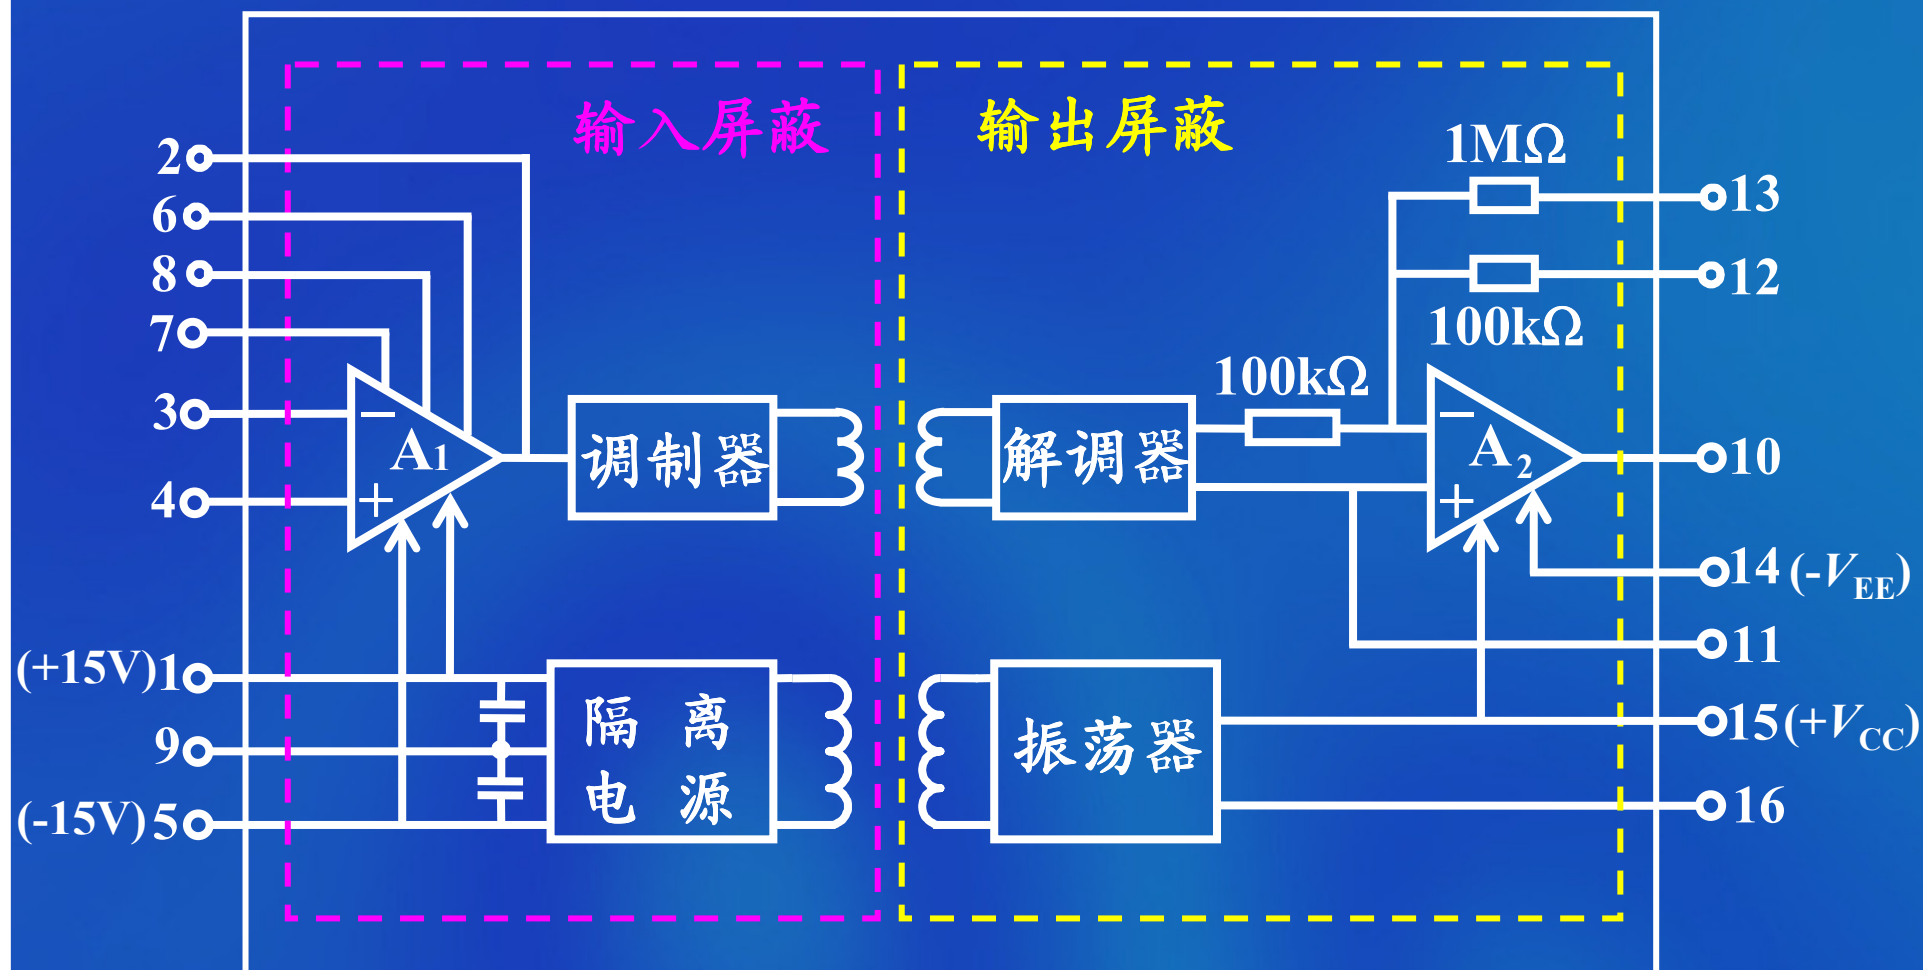 输入屏蔽
输出屏蔽
2
6
8
7
3
4
(+15V) 1
9
(-15V) 5
−
A1
+
调制器
隔 离
电 源
解调器
振荡器
1MΩ
100kΩ
100kΩ
−
A2
+
13
12
10
14 (-VEE)
11
15 (+VCC)
16